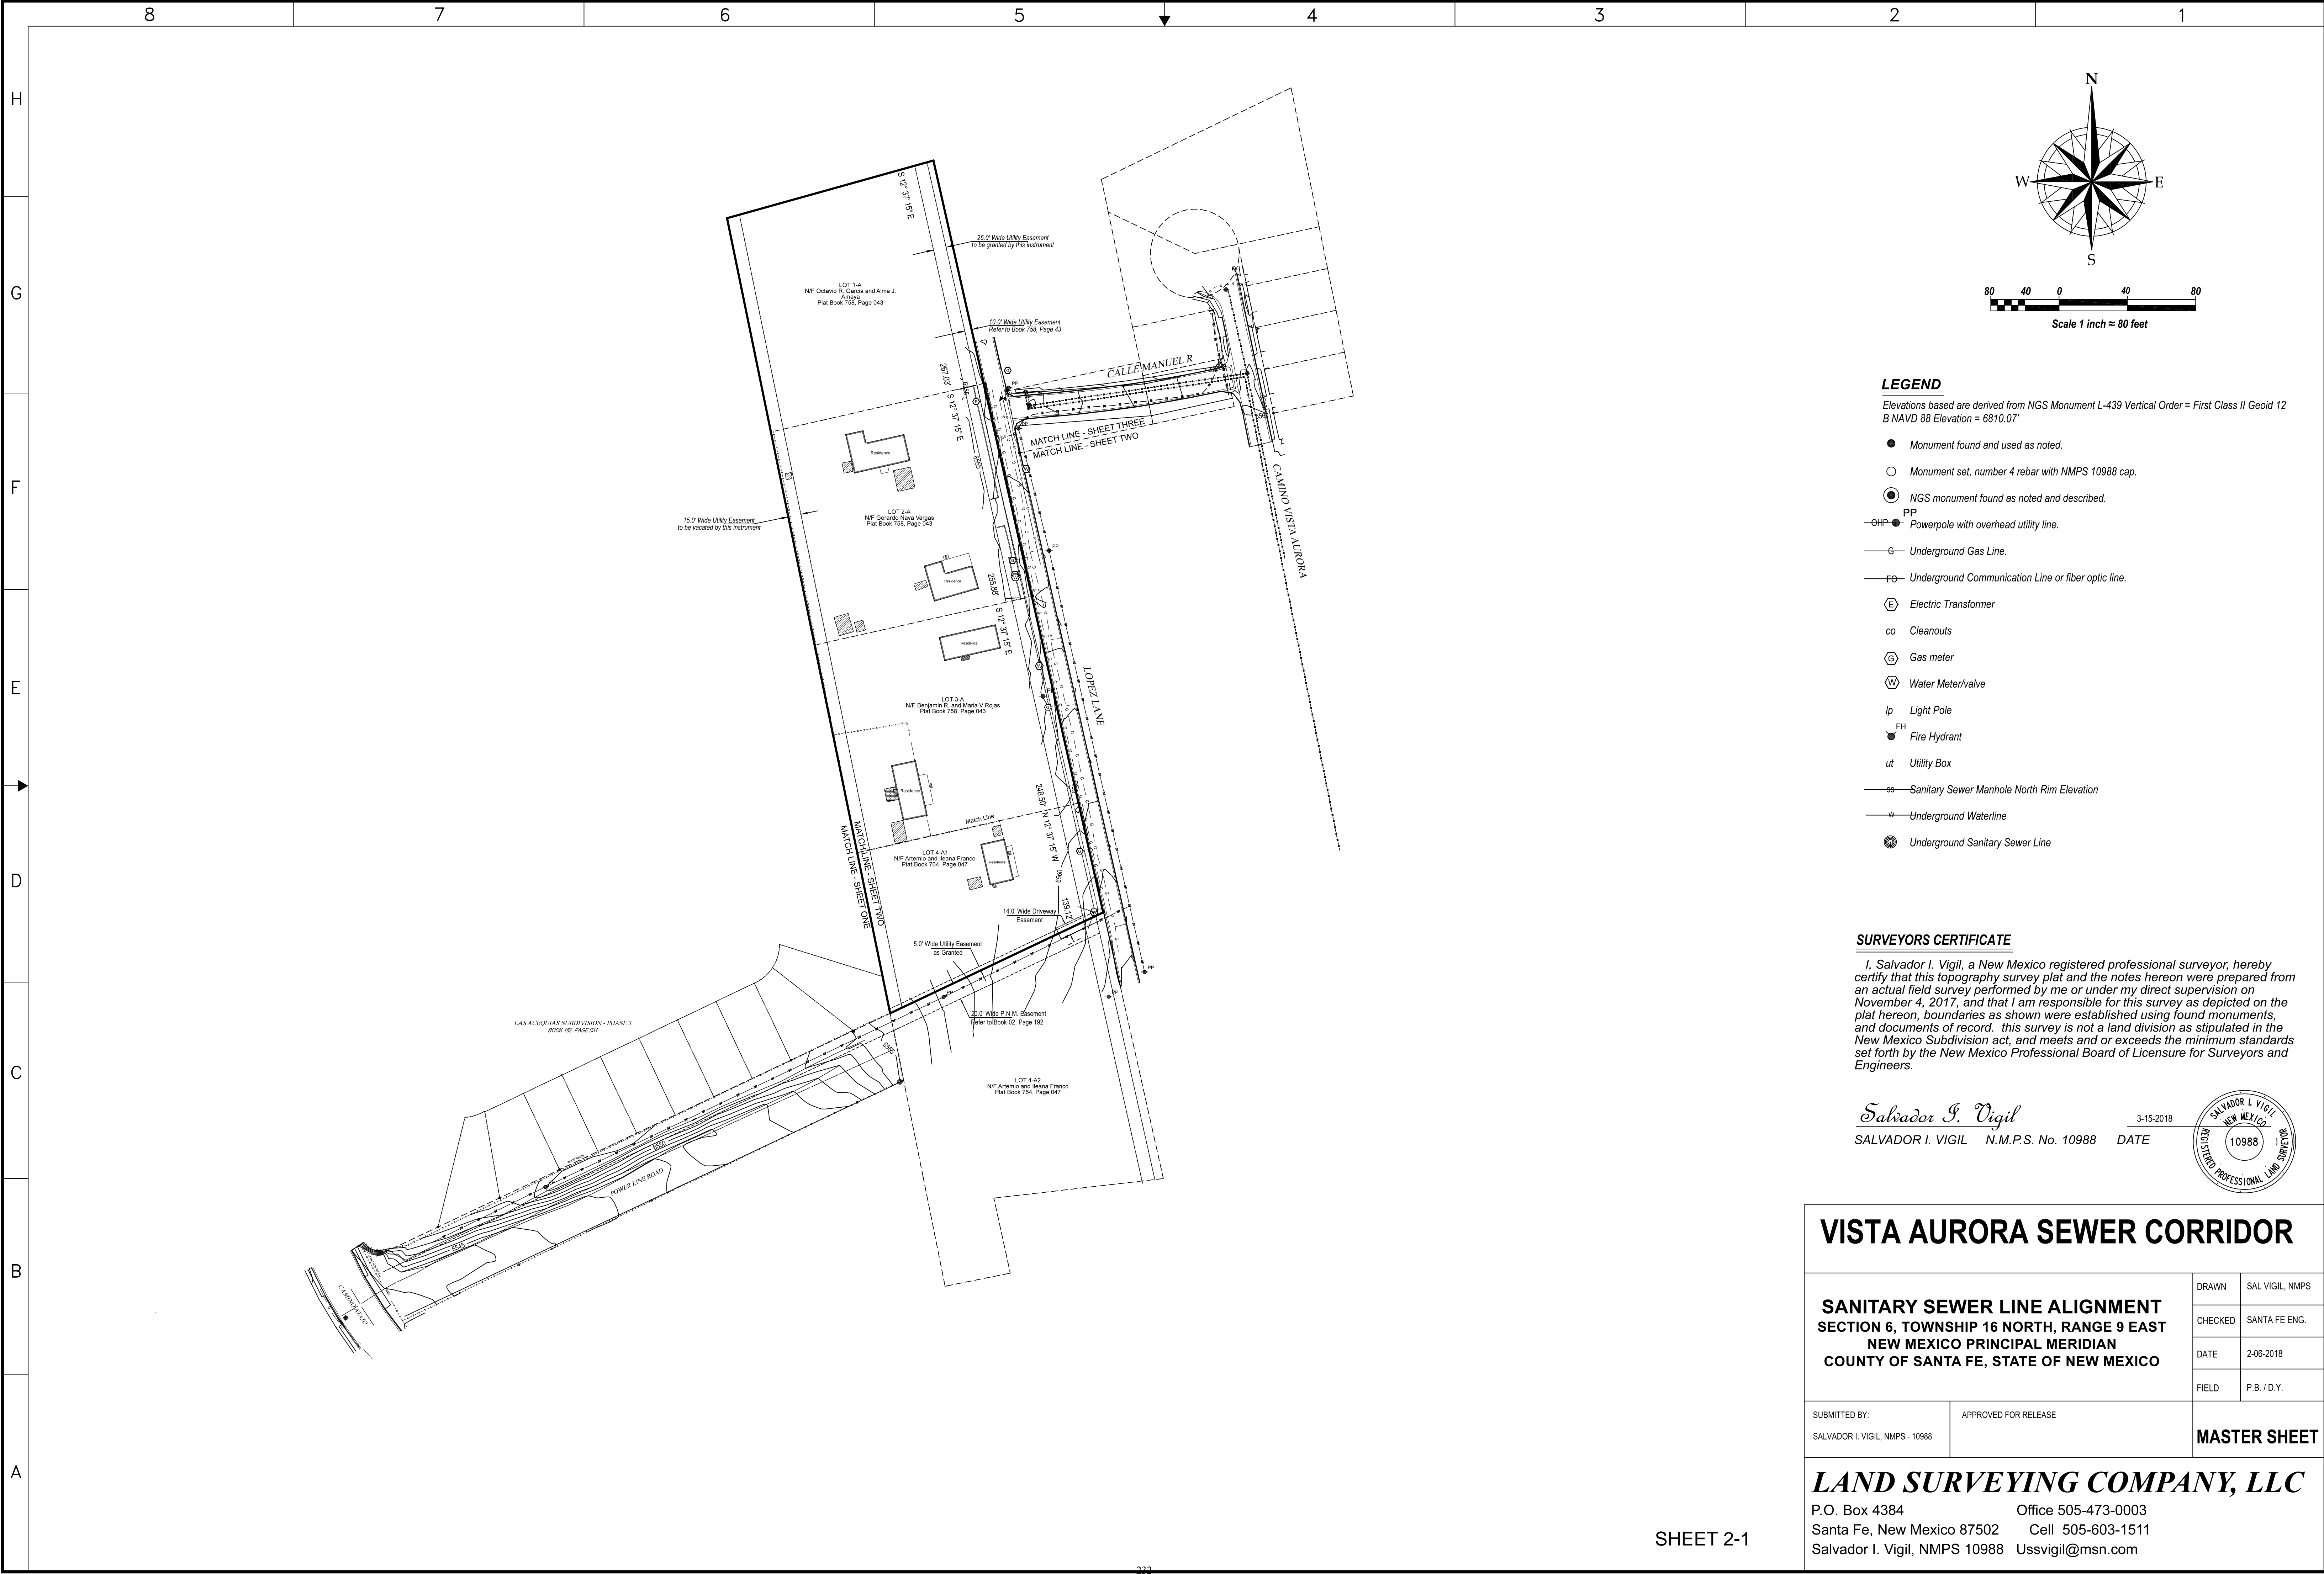 8 7 6 5 4 3 2 1
H
G
F
E
D
C
B
A
N
W E
S
80 40 0 40 80
Scale 1 inch ≈ 80 feet
S 12° 37' 15" E
25.0' Wide Utility Easement
to be granted by this instrument
LOT 1-A
N/F Octavio R. Garcia and Alma J.
Amaya
Plat Book 758, Page 043
10.0' Wide Utility Easement
Refer to Book 758, Page 43
267.03'
S 12° 37' 15" E
6555
CALLE MANUEL R
PP
MATCH LINE - SHEET THREE
MATCH LINE - SHEET TWO
CAMINO VISTA AURORA
Residence
LOT 2-A
N/F Gerardo Nava Vargas
Plat Book 758, Page 043
15.0' Wide Utility Easement
to be vacated by this instrument
PP
Residence
255.88'
S 12° 37' 15" E
Residence
LOPEZ LANE
LOT 3-A
N/F Benjamin R. and Maria V Rojas
Plat Book 758, Page 043
Residence
248.50'
N 12° 37' 15" W
Match Line
MATCH LINE - SHEET TWO
MATCH LINE - SHEET ONE
LOT 4-A1
N/F Artemio and Ileana Franco
Plat Book 764, Page 047
Residence
6560
139.12'
14.0' Wide Driveway
Easement
5.0' Wide Utility Easement
as Granted
PP
PP
PP
20.0' Wide P.N.M. Easement
Refer to Book 02, Page 192
LAS ACEQUIAS SUBDIVISION - PHASE 3
BOOK 162, PAGE 031
6555
LOT 4-A2
N/F Artemio and Ileana Franco
Plat Book 764, Page 047
6550
POWER LINE ROAD
6545
CAMINO ATAJO
LEGEND
Elevations based are derived from NGS Monument L-439 Vertical Order = First Class II Geoid 12
B NAVD 88 Elevation = 6810.07'
Monument found and used as noted.
Monument set, number 4 rebar with NMPS 10988 cap.
NGS monument found as noted and described.
PP
OHP Powerpole with overhead utility line.
G Underground Gas Line.
FO Underground Communication Line or fiber optic line.
E Electric Transformer
co Cleanouts
G Gas meter
W Water Meter/valve
lp Light Pole
FH
Fire Hydrant
ut Utility Box
SS Sanitary Sewer Manhole North Rim Elevation
W Underground Waterline
Underground Sanitary Sewer Line
SURVEYORS CERTIFICATE
I, Salvador I. Vigil, a New Mexico registered professional surveyor, hereby
certify that this topography survey plat and the notes hereon were prepared from
an actual field survey performed by me or under my direct supervision on
November 4, 2017, and that I am responsible for this survey as depicted on the
plat hereon, boundaries as shown were established using found monuments,
and documents of record. this survey is not a land division as stipulated in the
New Mexico Subdivision act, and meets and or exceeds the minimum standards
set forth by the New Mexico Professional Board of Licensure for Surveyors and
Engineers.
Salvador I. Vigil
3-15-2018
SALVADOR I. VIGIL N.M.P.S. No. 10988 DATE
SALVADOR I. VIGIL
NEW MEXICO
10988
REGISTERED PROFESSIONAL LAND SURVEYOR
VISTA AURORA SEWER CORRIDOR
SANITARY SEWER LINE ALIGNMENT
SECTION 6, TOWNSHIP 16 NORTH, RANGE 9 EAST
NEW MEXICO PRINCIPAL MERIDIAN
COUNTY OF SANTA FE, STATE OF NEW MEXICO
DRAWN SAL VIGIL, NMPS
CHECKED SANTA FE ENG.
DATE 2-06-2018
FIELD P.B. / D.Y.
SUBMITTED BY:
SALVADOR I. VIGIL, NMPS - 10988
APPROVED FOR RELEASE
MASTER SHEET
LAND SURVEYING COMPANY, LLC
P.O. Box 4384 Office 505-473-0003
Santa Fe, New Mexico 87502 Cell 505-603-1511
Salvador I. Vigil, NMPS 10988 Ussvigil@msn.com
SHEET 2-1
232